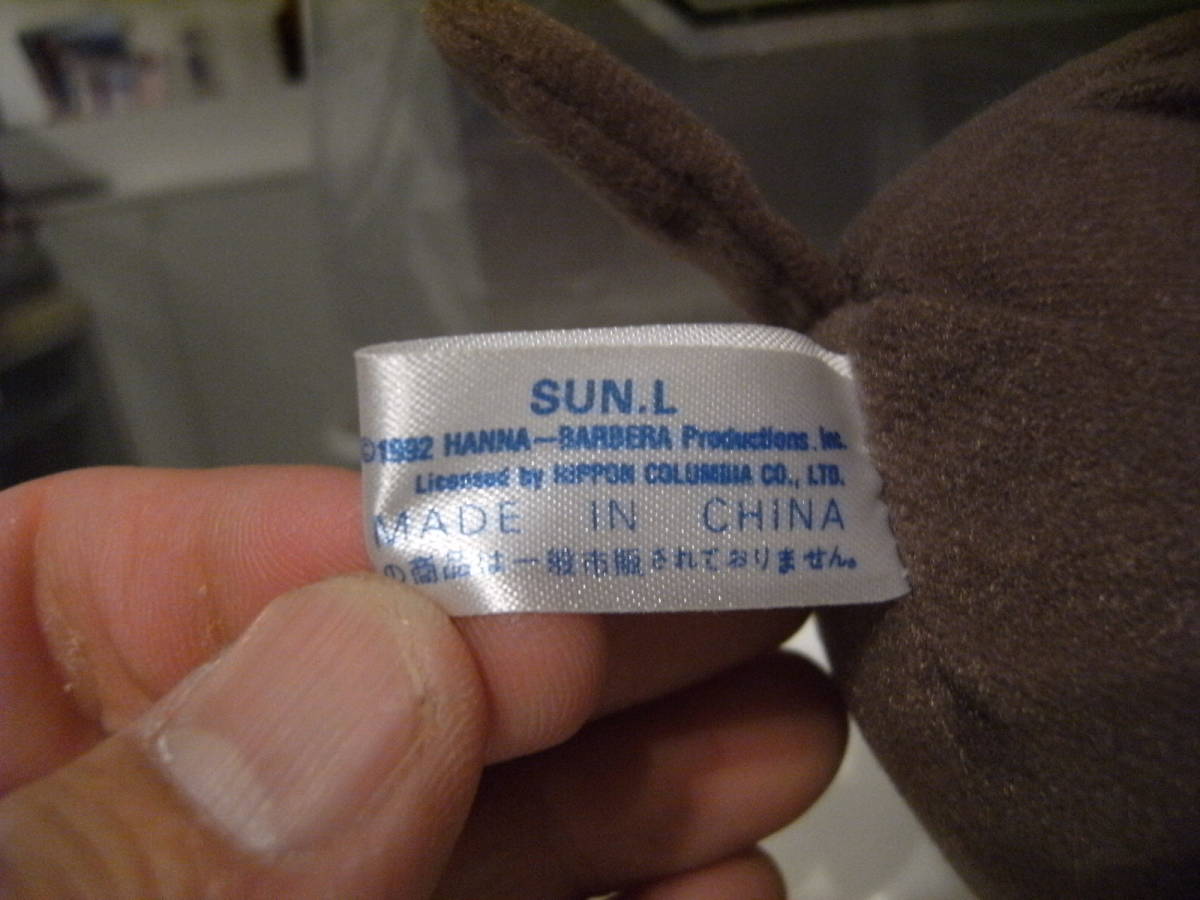 SUN.L
©1992 HANNA—BARBERA Productions, Inc.
Licensed by NIPPON COLUMBIA CO., LTD.
MADE IN CHINA
の商品は一般市販されておりません。